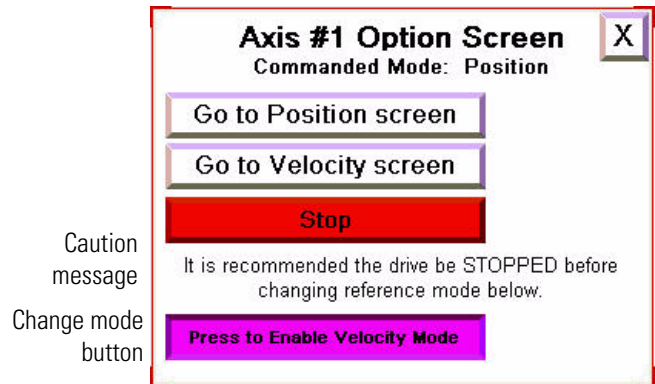 Axis #1 Option Screen
X
Commanded Mode: Position
Go to Position screen
Go to Velocity screen
Stop
Caution
message
It is recommended the drive be STOPPED before
changing reference mode below.
Change mode
button
Press to Enable Velocity Mode